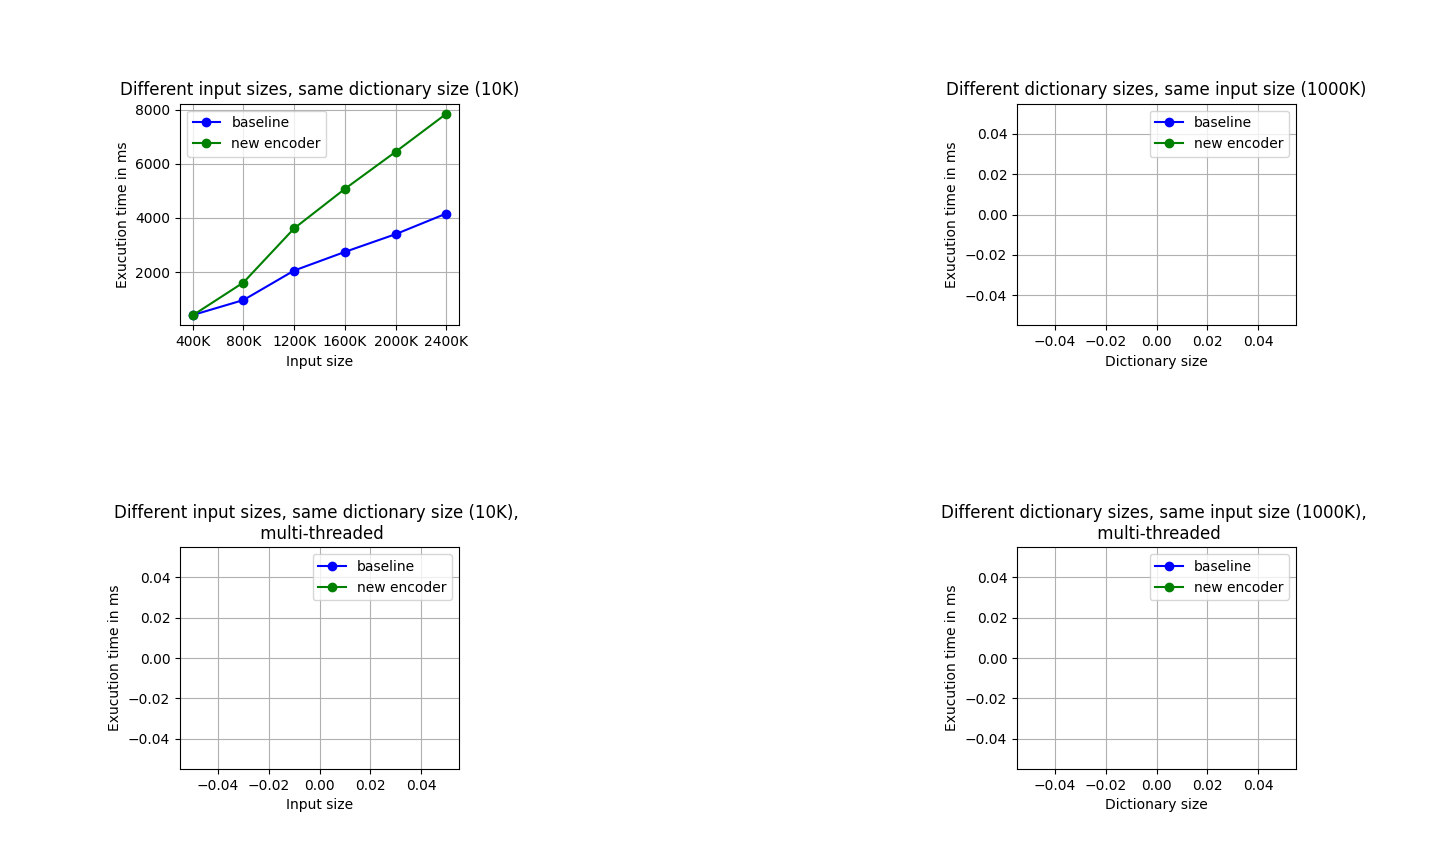 Different input sizes, same dictionary size (10K)
8000
6000
4000
2000
Exucution time in ms
baseline
new encoder
400K 800K 1200K 1600K 2000K 2400K
Input size
Different dictionary sizes, same input size (1000K)
0.04
0.02
0.00
−0.02
−0.04
Exucution time in ms
baseline
new encoder
−0.04 −0.02 0.00 0.02 0.04
Dictionary size
Different input sizes, same dictionary size (10K),
multi-threaded
0.04
0.02
0.00
−0.02
−0.04
Exucution time in ms
baseline
new encoder
−0.04 −0.02 0.00 0.02 0.04
Input size
Different dictionary sizes, same input size (1000K),
multi-threaded
0.04
0.02
0.00
−0.02
−0.04
Exucution time in ms
baseline
new encoder
−0.04 −0.02 0.00 0.02 0.04
Dictionary size